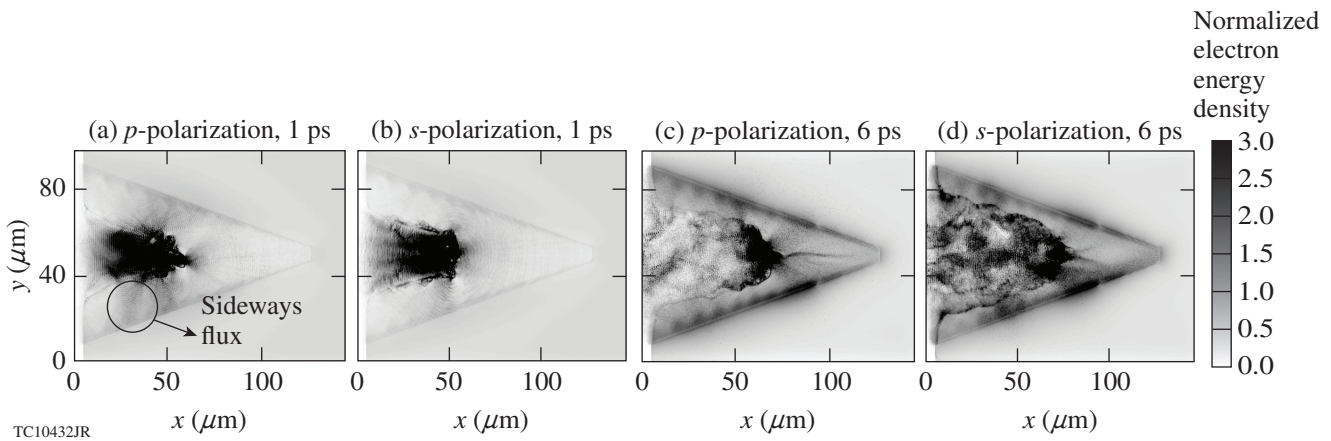 Normalized
electron
energy
density
(a) p-polarization, 1 ps
(b) s-polarization, 1 ps
(c) p-polarization, 6 ps
(d) s-polarization, 6 ps
3.0
2.5
2.0
1.5
1.0
0.5
0.0
y (μm)
80
40
0
Sideways
flux
0 50 100
0 50 100
0 50 100
0 50 100
x (μm)
x (μm)
x (μm)
x (μm)
TC10432JR